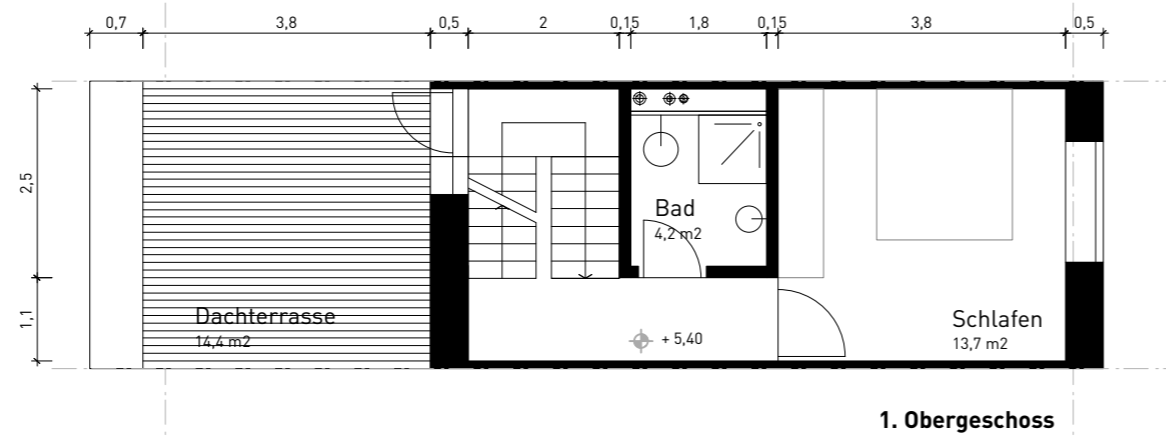 0,7 3,8 0,5 2 0,15 1,8 0,15 3,8 0,5
2,5
Bad
4,2 m2
1,1
Dachterrasse
14,4 m2
+ 5,40
Schlafen
13,7 m2
1. Obergeschoss